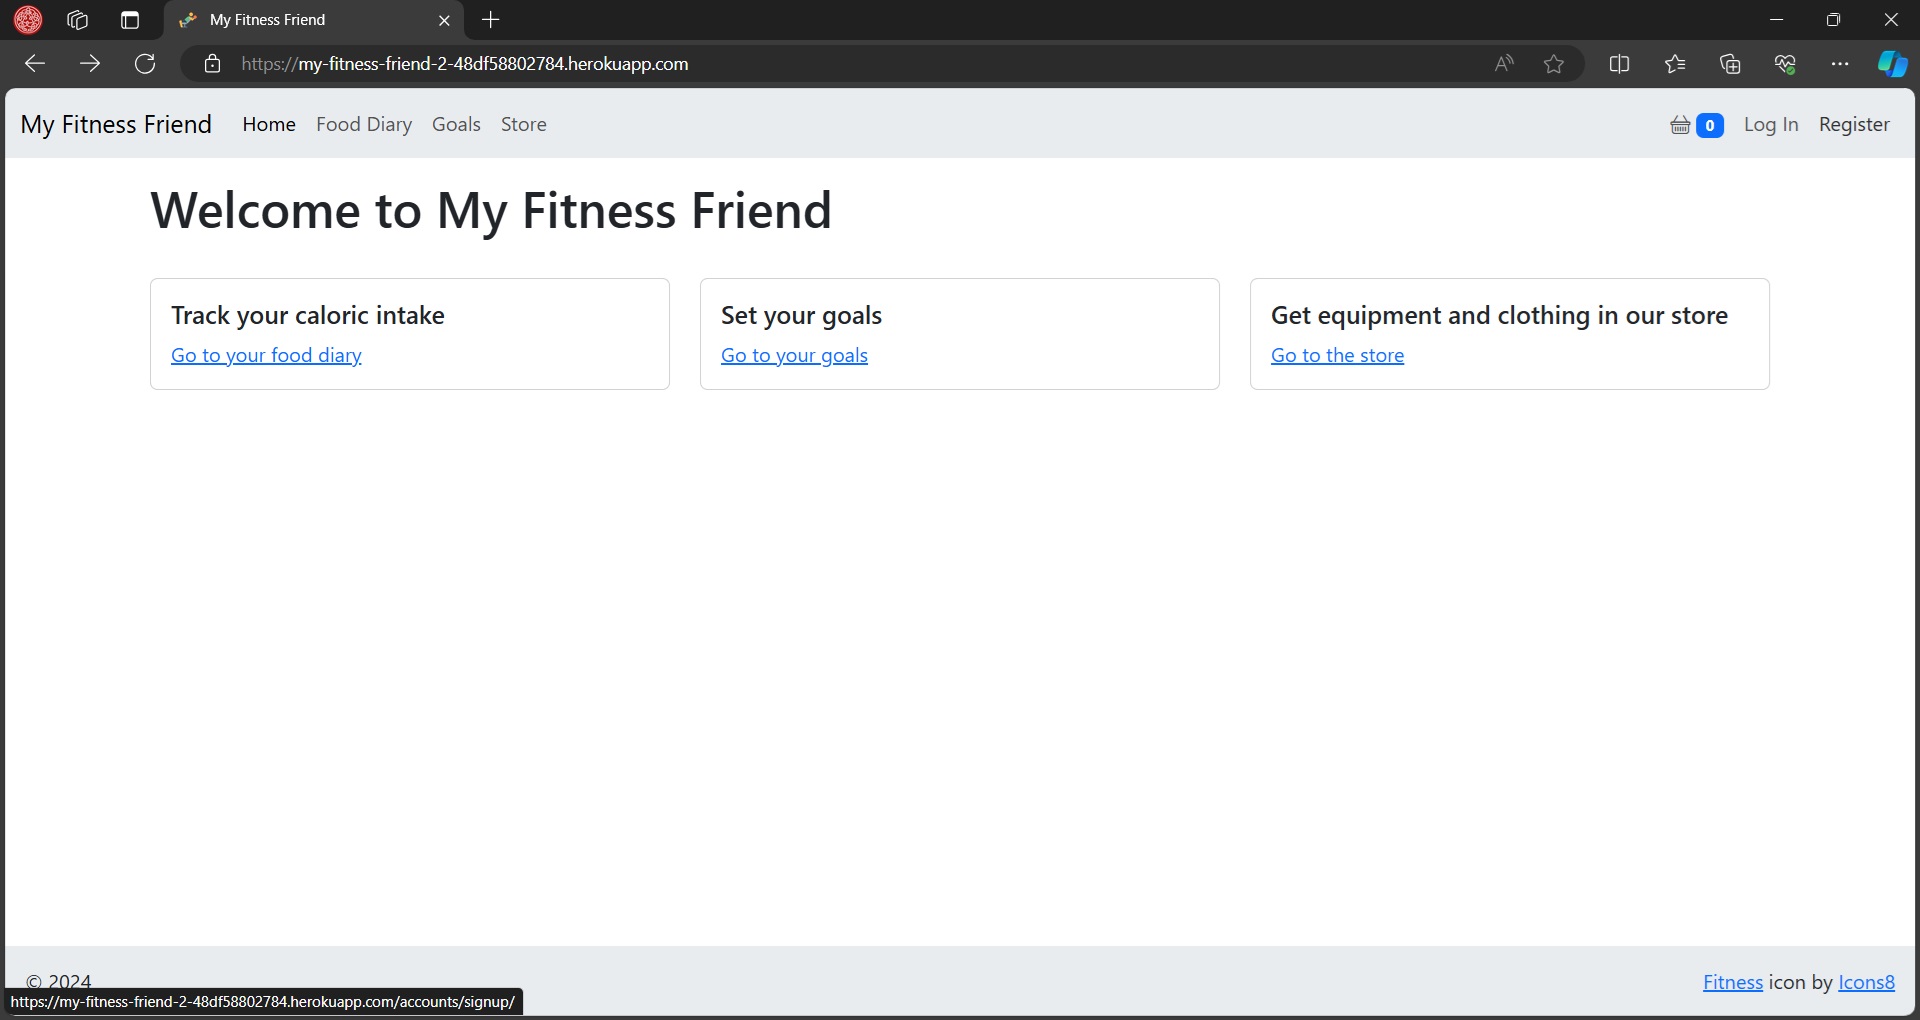 My Fitness Friend
https://my-fitness-friend-2-48df58802784.herokuapp.com
My Fitness Friend Home Food Diary Goals Store 0 Log In Register
Welcome to My Fitness Friend
Track your caloric intake
Go to your food diary
Set your goals
Go to your goals
Get equipment and clothing in our store
Go to the store
© 2024
Fitness icon by Icons8
https://my-fitness-friend-2-48df58802784.herokuapp.com/accounts/signup/